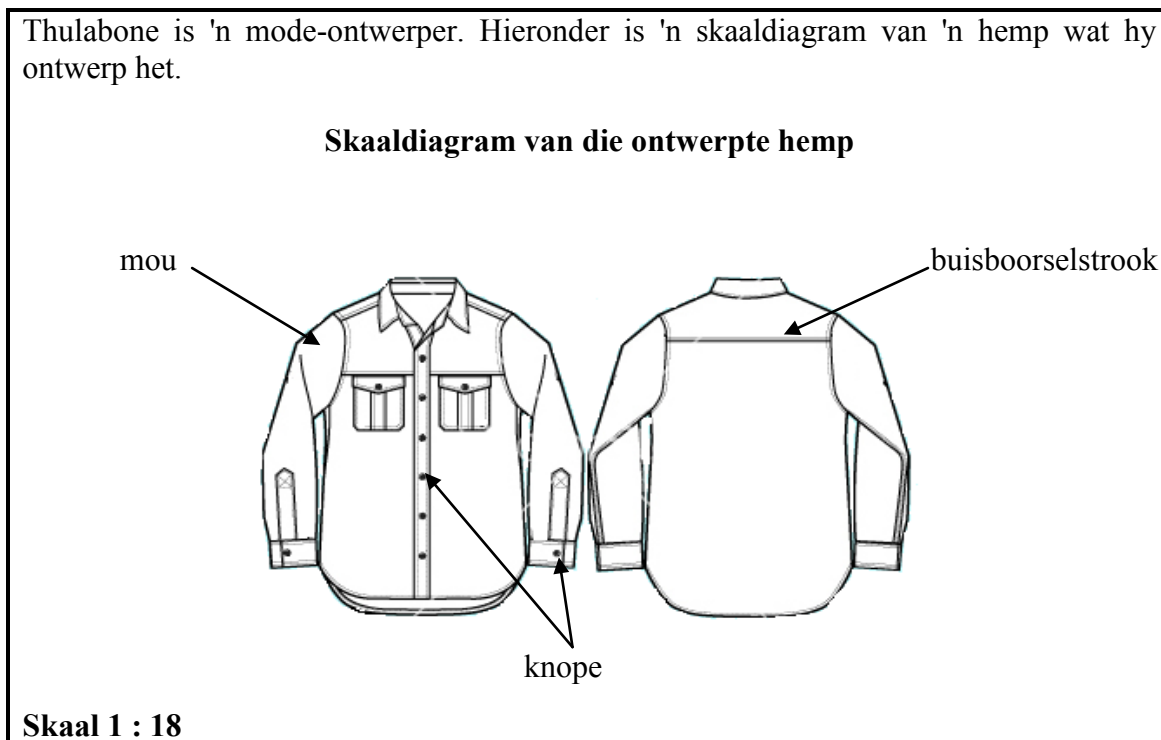 Thulabone is 'n mode-ontwerper. Hieronder is 'n skaaldiagram van 'n hemp wat hy
ontwerp het.
Skaaldiagram van die ontwerpte hemp
mou
buisboorselstrook
knope
Skaal 1 : 18